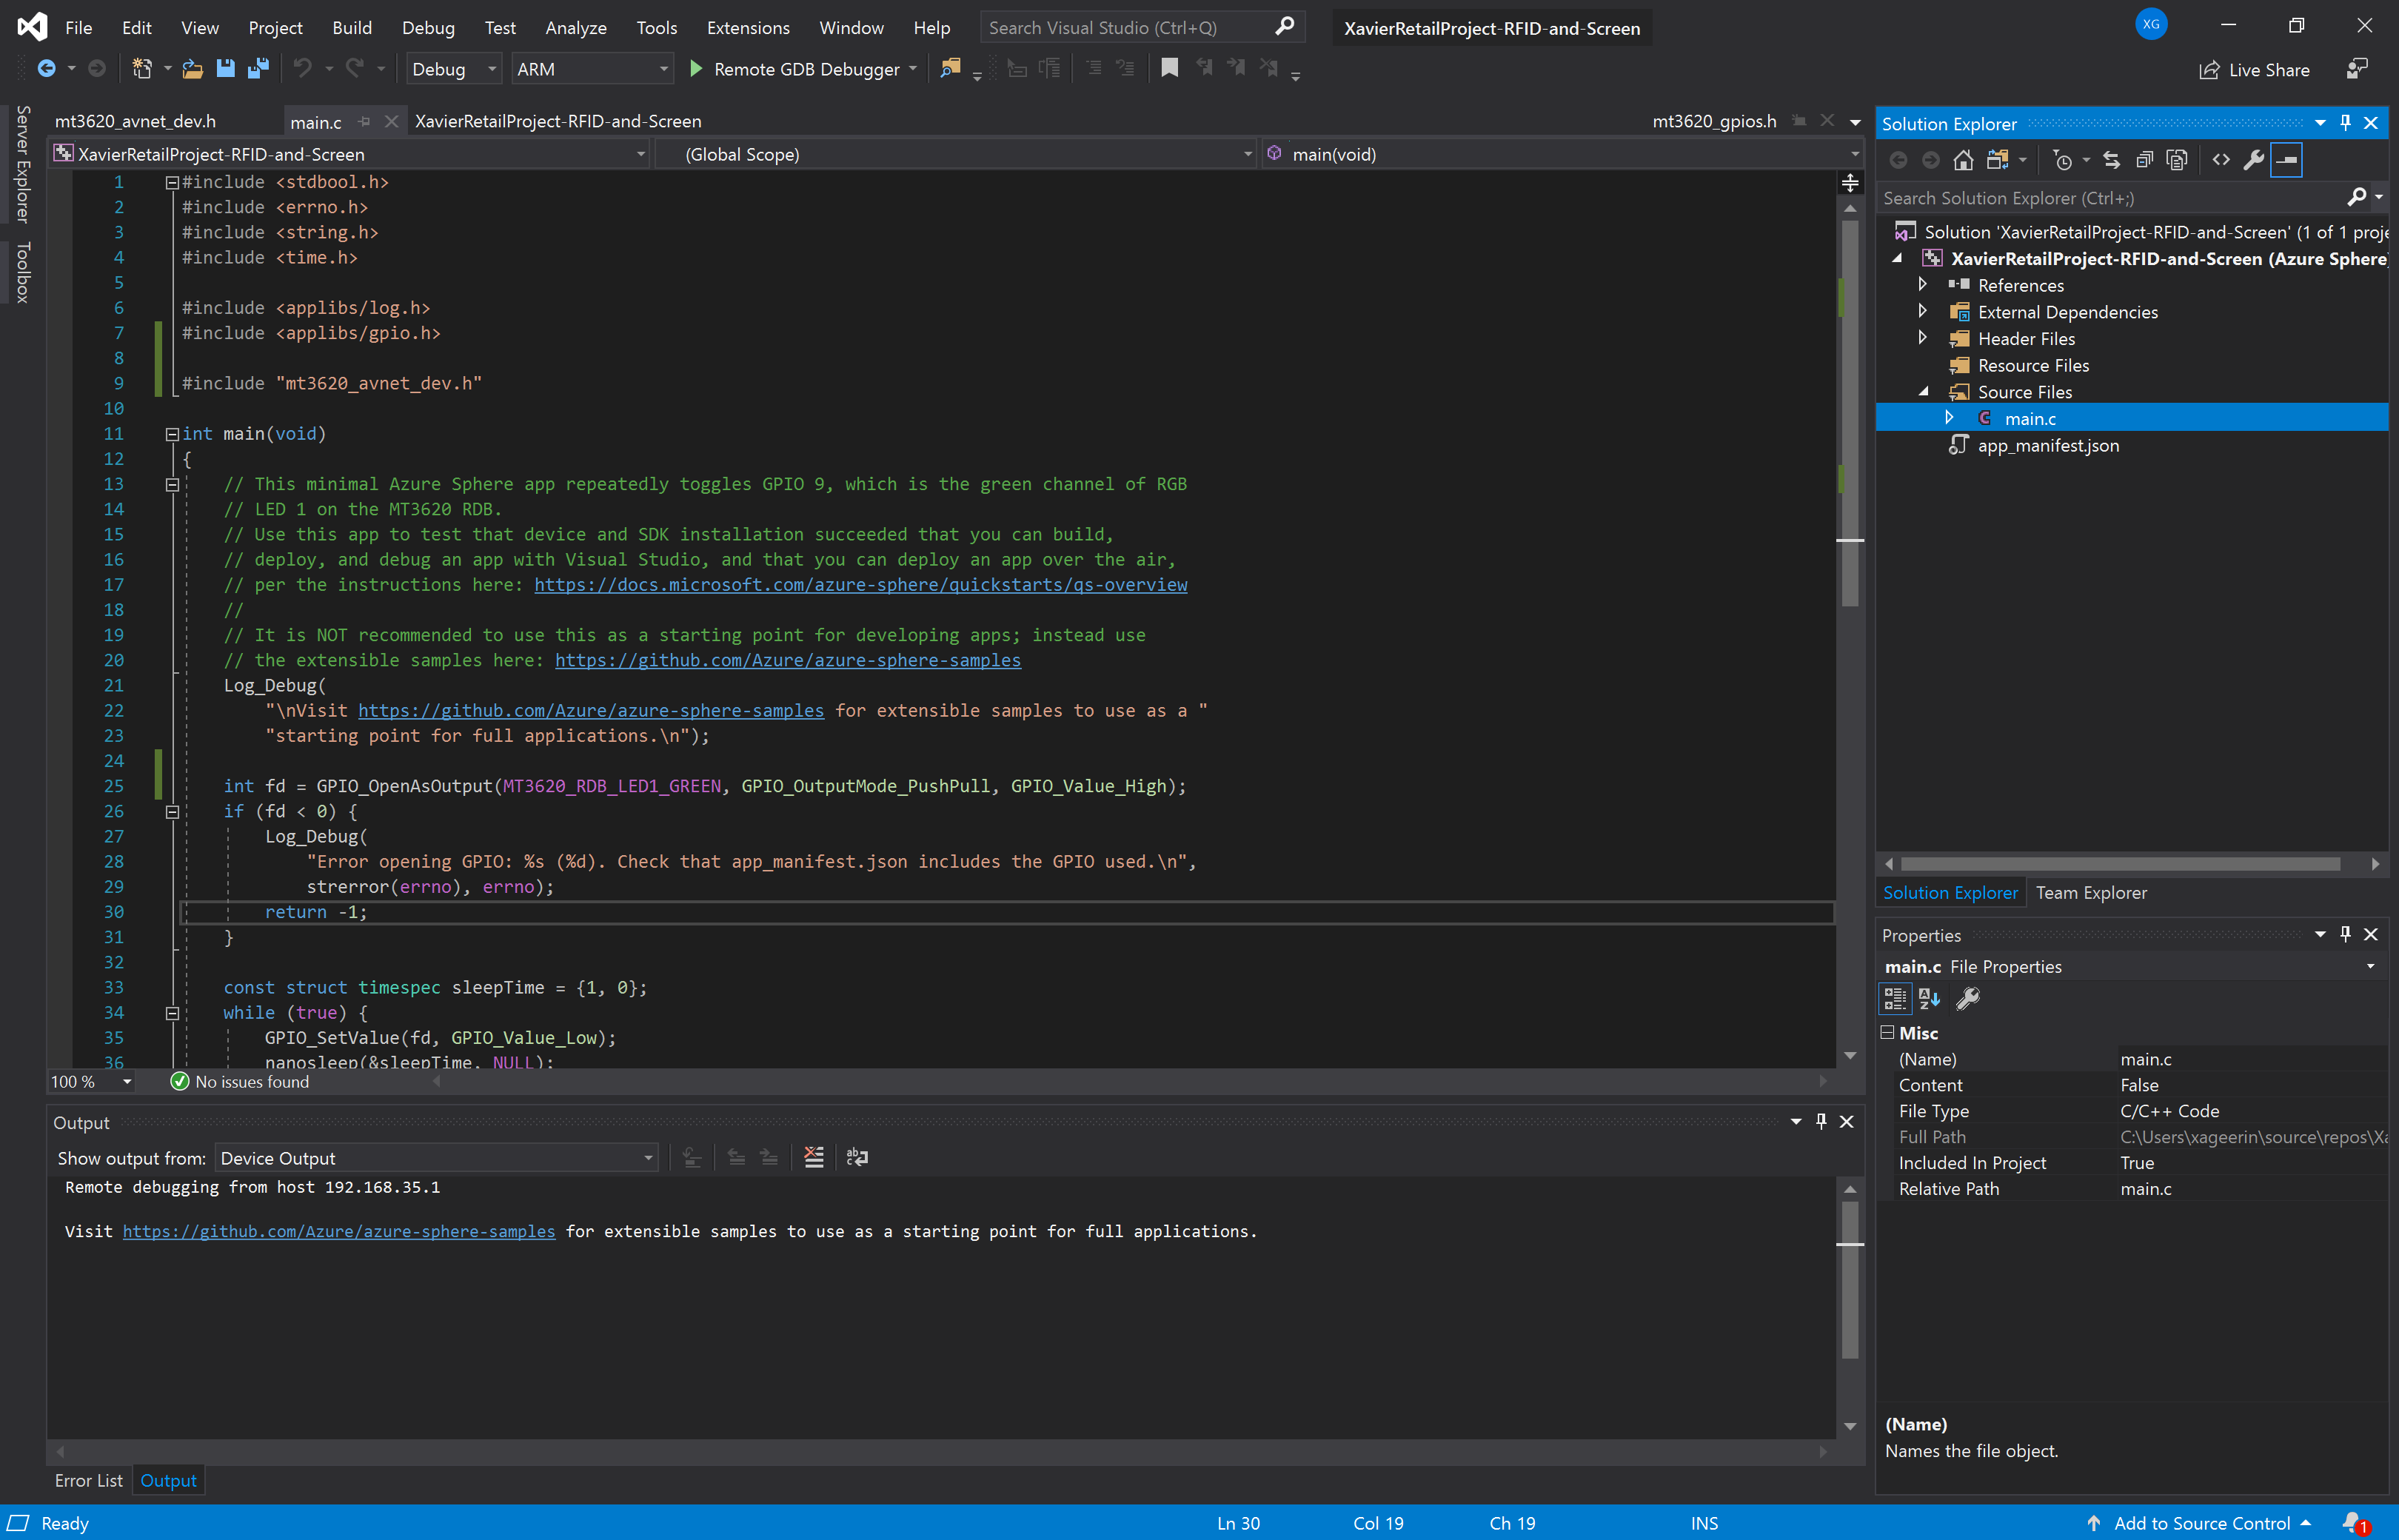 File Edit View Project Build Debug Test Analyze Tools Extensions Window Help Search Visual Studio (Ctrl+Q) XavierRetailProject-RFID-and-Screen XG
Debug ARM Remote GDB Debugger Live Share
Server Explorer
Toolbox
mt3620_avnet_dev.h main.c XavierRetailProject-RFID-and-Screen mt3620_gpios.h
XavierRetailProject-RFID-and-Screen (Global Scope) main(void)
1 #include <stdbool.h>
2 #include <errno.h>
3 #include <string.h>
4 #include <time.h>
5
6 #include <applibs/log.h>
7 #include <applibs/gpio.h>
8
9 #include "mt3620_avnet_dev.h"
10
11 int main(void)
12 {
13 // This minimal Azure Sphere app repeatedly toggles GPIO 9, which is the green channel of RGB
14 // LED 1 on the MT3620 RDB.
15 // Use this app to test that device and SDK installation succeeded that you can build,
16 // deploy, and debug an app with Visual Studio, and that you can deploy an app over the air,
17 // per the instructions here: https://docs.microsoft.com/azure-sphere/quickstarts/qs-overview
18 //
19 // It is NOT recommended to use this as a starting point for developing apps; instead use
20 // the extensible samples here: https://github.com/Azure/azure-sphere-samples
21 Log_Debug(
22 "\nVisit https://github.com/Azure/azure-sphere-samples for extensible samples to use as a "
23 "starting point for full applications.\n");
24
25 int fd = GPIO_OpenAsOutput(MT3620_RDB_LED1_GREEN, GPIO_OutputMode_PushPull, GPIO_Value_High);
26 if (fd < 0) {
27 Log_Debug(
28 "Error opening GPIO: %s (%d). Check that app_manifest.json includes the GPIO used.\n",
29 strerror(errno), errno);
30 return -1;
31 }
32
33 const struct timespec sleepTime = {1, 0};
34 while (true) {
35 GPIO_SetValue(fd, GPIO_Value_Low);
36 nanosleep(&sleepTime, NULL);
100 % No issues found
Output
Show output from: Device Output
Remote debugging from host 192.168.35.1
Visit https://github.com/Azure/azure-sphere-samples for extensible samples to use as a starting point for full applications.
Error List Output
Solution Explorer
Search Solution Explorer (Ctrl+;)
Solution 'XavierRetailProject-RFID-and-Screen' (1 of 1 proje
XavierRetailProject-RFID-and-Screen (Azure Sphere
References
External Dependencies
Header Files
Resource Files
Source Files
main.c
app_manifest.json
Solution Explorer Team Explorer
Properties
main.c File Properties
Misc
(Name) main.c
Content False
File Type C/C++ Code
Full Path C:\Users\xageerin\source\repos\Xa
Included In Project True
Relative Path main.c
(Name)
Names the file object.
Ready Ln 30 Col 19 Ch 19 INS Add to Source Control 1